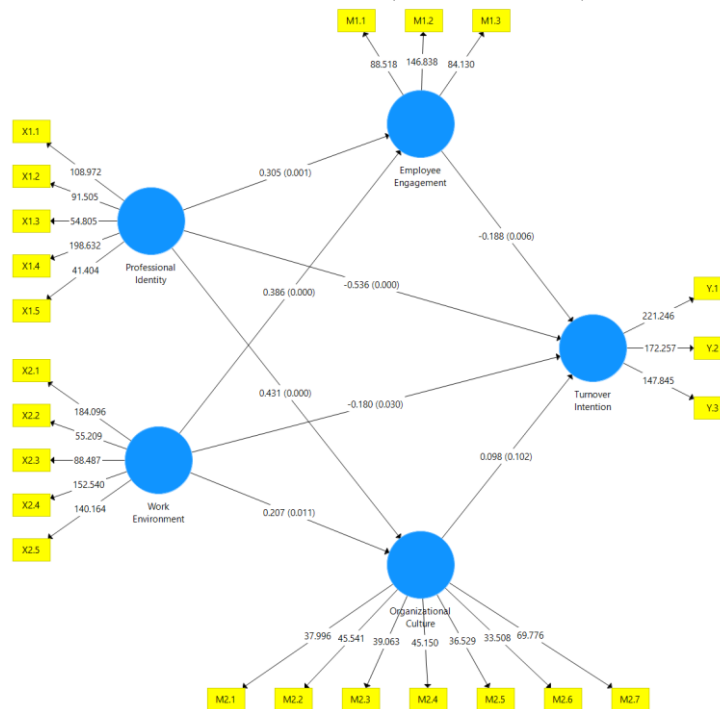 M1.1 M1.2 M1.3
88.518 146.838 84.130
Employee
Engagement
X1.1
X1.2
X1.3
X1.4
X1.5
108.972
91.505
54.805
198.632
41.404
Professional
Identity
0.305 (0.001)
0.386 (0.000)
-0.536 (0.000)
-0.188 (0.006)
0.431 (0.000)
-0.180 (0.030)
0.207 (0.011)
0.098 (0.102)
Y.1
Y.2
Y.3
221.246
172.257
147.845
Turnover
Intention
X2.1
X2.2
X2.3
X2.4
X2.5
184.096
55.209
88.487
152.540
140.164
Work
Environment
Organizational
Culture
37.996 45.541 39.063 45.150 36.529 33.508 69.776
M2.1 M2.2 M2.3 M2.4 M2.5 M2.6 M2.7